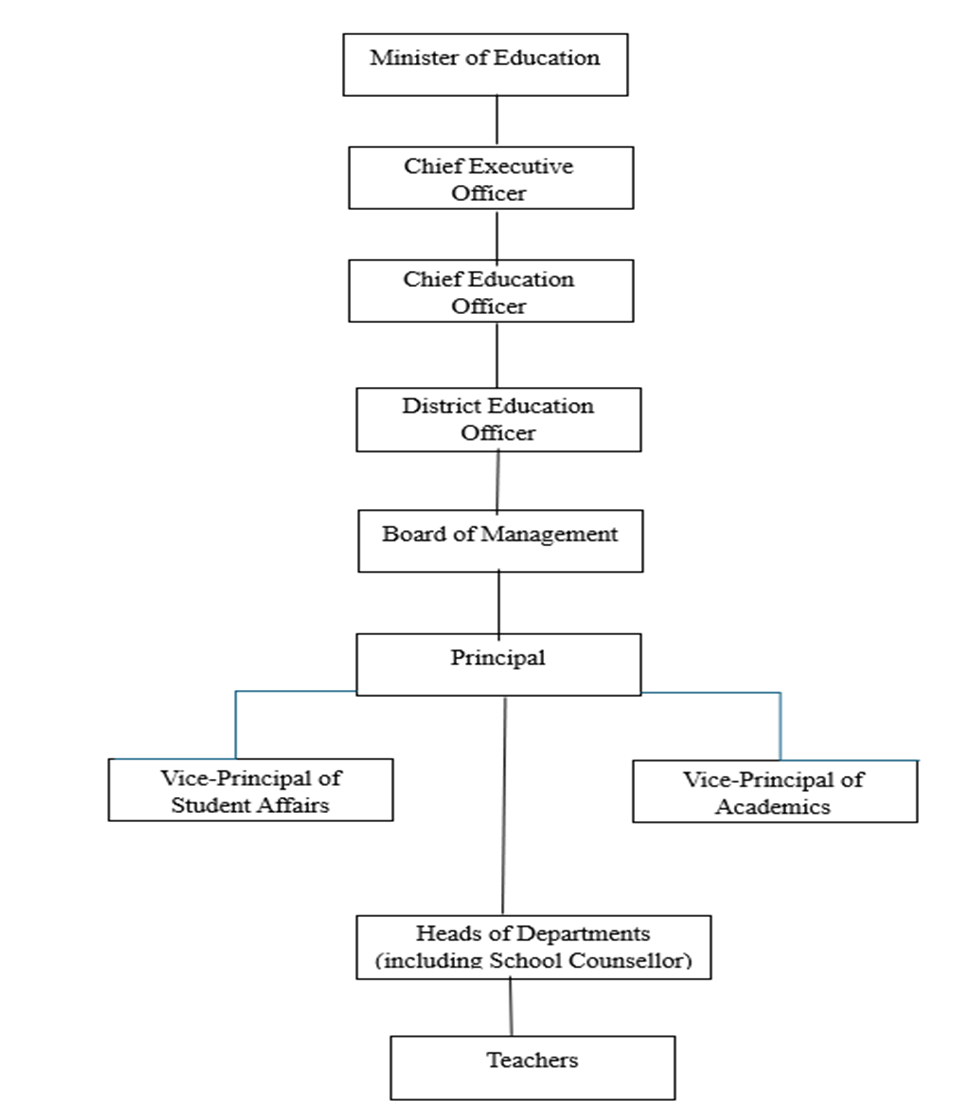 Minister of Education
Chief Executive
Officer
Chief Education
Officer
District Education
Officer
Board of Management
Principal
Vice-Principal of
Student Affairs
Vice-Principal of
Academics
Heads of Departments
(including School Counsellor)
Teachers